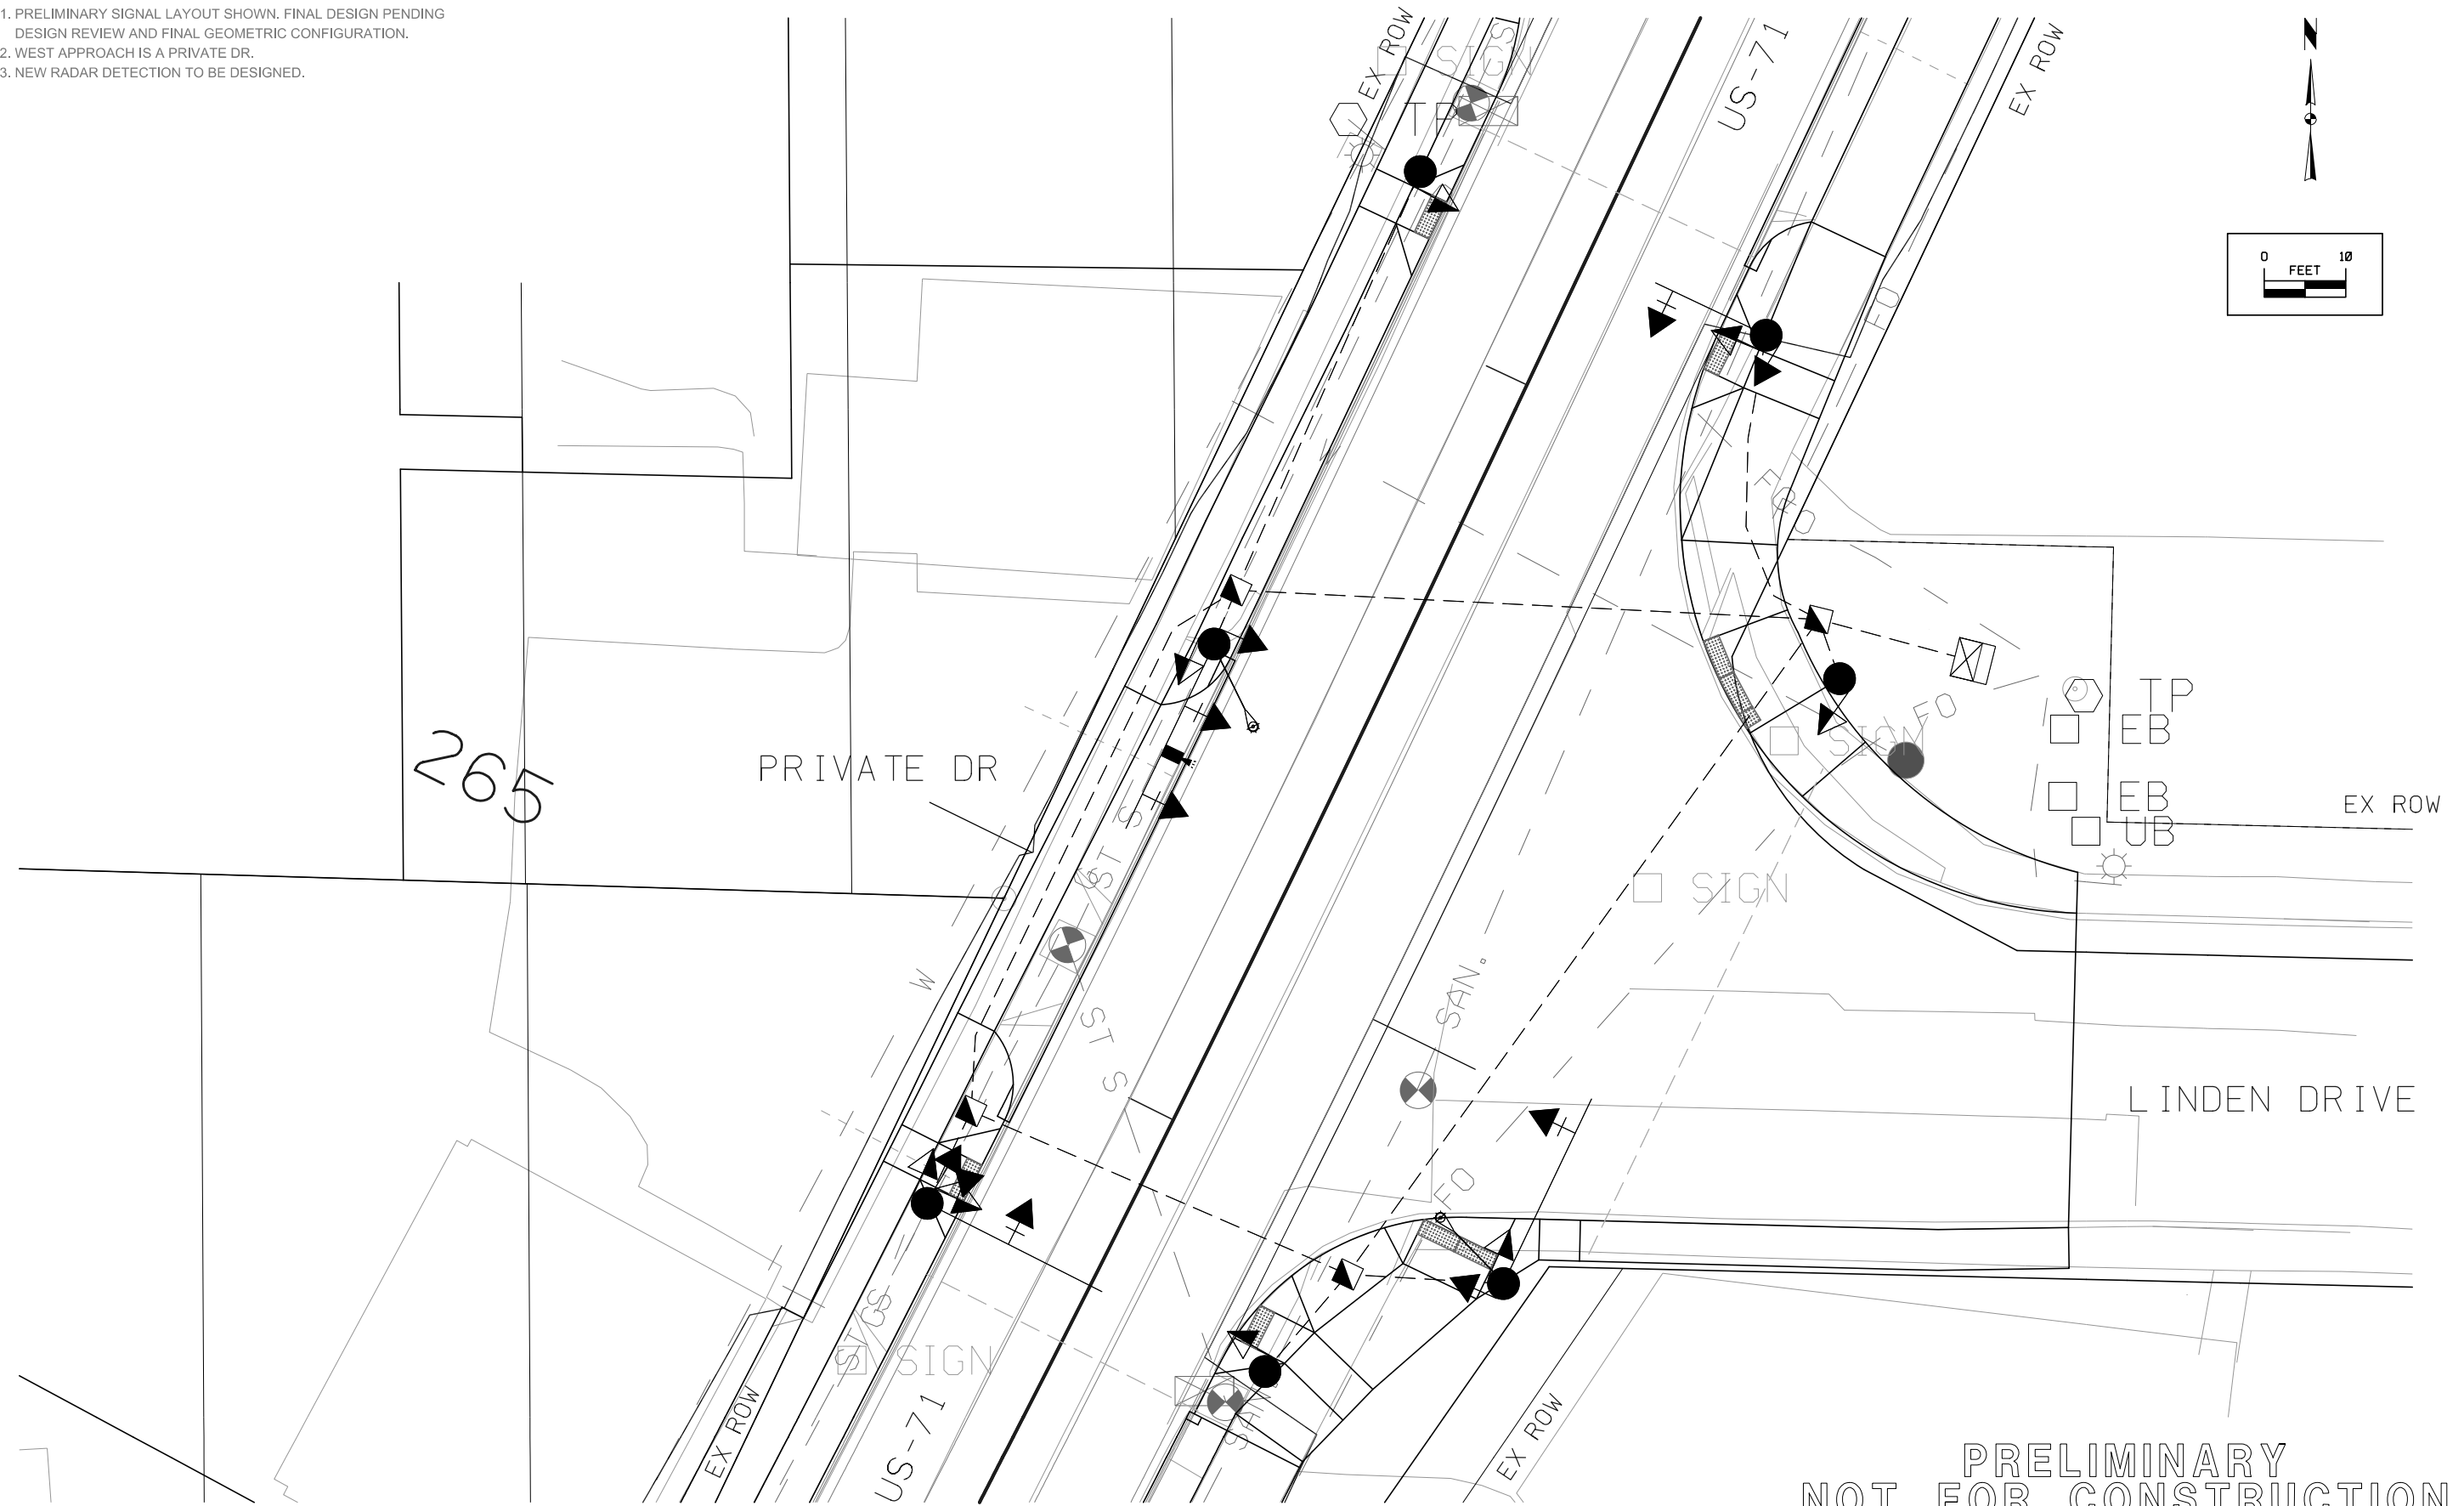 1. PRELIMINARY SIGNAL LAYOUT SHOWN. FINAL DESIGN PENDING
DESIGN REVIEW AND FINAL GEOMETRIC CONFIGURATION.
2. WEST APPROACH IS A PRIVATE DR.
3. NEW RADAR DETECTION TO BE DESIGNED.
EX ROW
SIGN
US-71
EX ROW
N
TP
0 10
FEET
FO
FO
FO
TP
EB
EB
UB
EX ROW
SIGN
265
PRIVATE DR
SIGN
W
SAN.
ST S
LINDEN DRIVE
FO
SIGN
EX ROW
US-71
EX ROW
PRELIMINARY
NOT FOR CONSTRUCTION